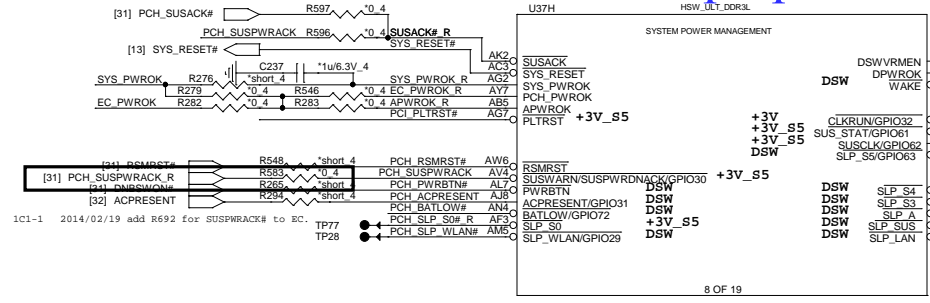 [31] PCH_SUSACK# R597 *0_4 U37H HSW_ULT_DDR3L
PCH_SUSPWRACK R596 *0_4 SUSACK#_R SYSTEM POWER MANAGEMENT
[13] SYS_RESET# SYS_RESET#
AK2 SUSACK DSWVRMEN
AC3 SYS_RESET DSW DPWROK
C237 *1u/6.3V_4
SYS_PWROK R276 *short_4 SYS_PWROK_R AG2 SYS_PWROK WAKE
R279 *0_4 R546 *0_4 EC_PWROK_R AY7 PCH_PWROK
EC_PWROK R282 *0_4 R283 *0_4 APWROK_R AB5 APWROK
PCI_PLTRST# AG7 PLTRST +3V_S5 +3V CLKRUN/GPIO32
+3V_S5 SUS_STAT/GPIO61
+3V_S5 SUSCLK/GPIO62
DSW SLP_S5/GPIO63
[31] RSMRST# R548 *short_4 PCH_RSMRST# AW6 RSMRST
[31] PCH_SUSPWRACK_R R583 *0_4 PCH_SUSPWRACK AV4 SUSWARN/SUSPWRDNACK/GPIO30 +3V_S5
[31] DNBSWON# R265 *short_4 PCH_PWRBTN# AL7 PWRBTN DSW DSW SLP_S4
[32] ACPRESENT R294 *short_4 PCH_ACPRESENT AJ8 ACPRESENT/GPIO31 DSW DSW SLP_S3
PCH_BATLOW# AN4 BATLOW/GPIO72 DSW DSW SLP_A
1C1-1 2014/02/19 add R692 for SUSPWRACK# to EC.
TP77 PCH_SLP_S0#_R AF3 SLP_S0 +3V_S5 DSW SLP_SUS
TP28 PCH_SLP_WLAN# AM5 SLP_WLAN/GPIO29 DSW DSW SLP_LAN
8 OF 19